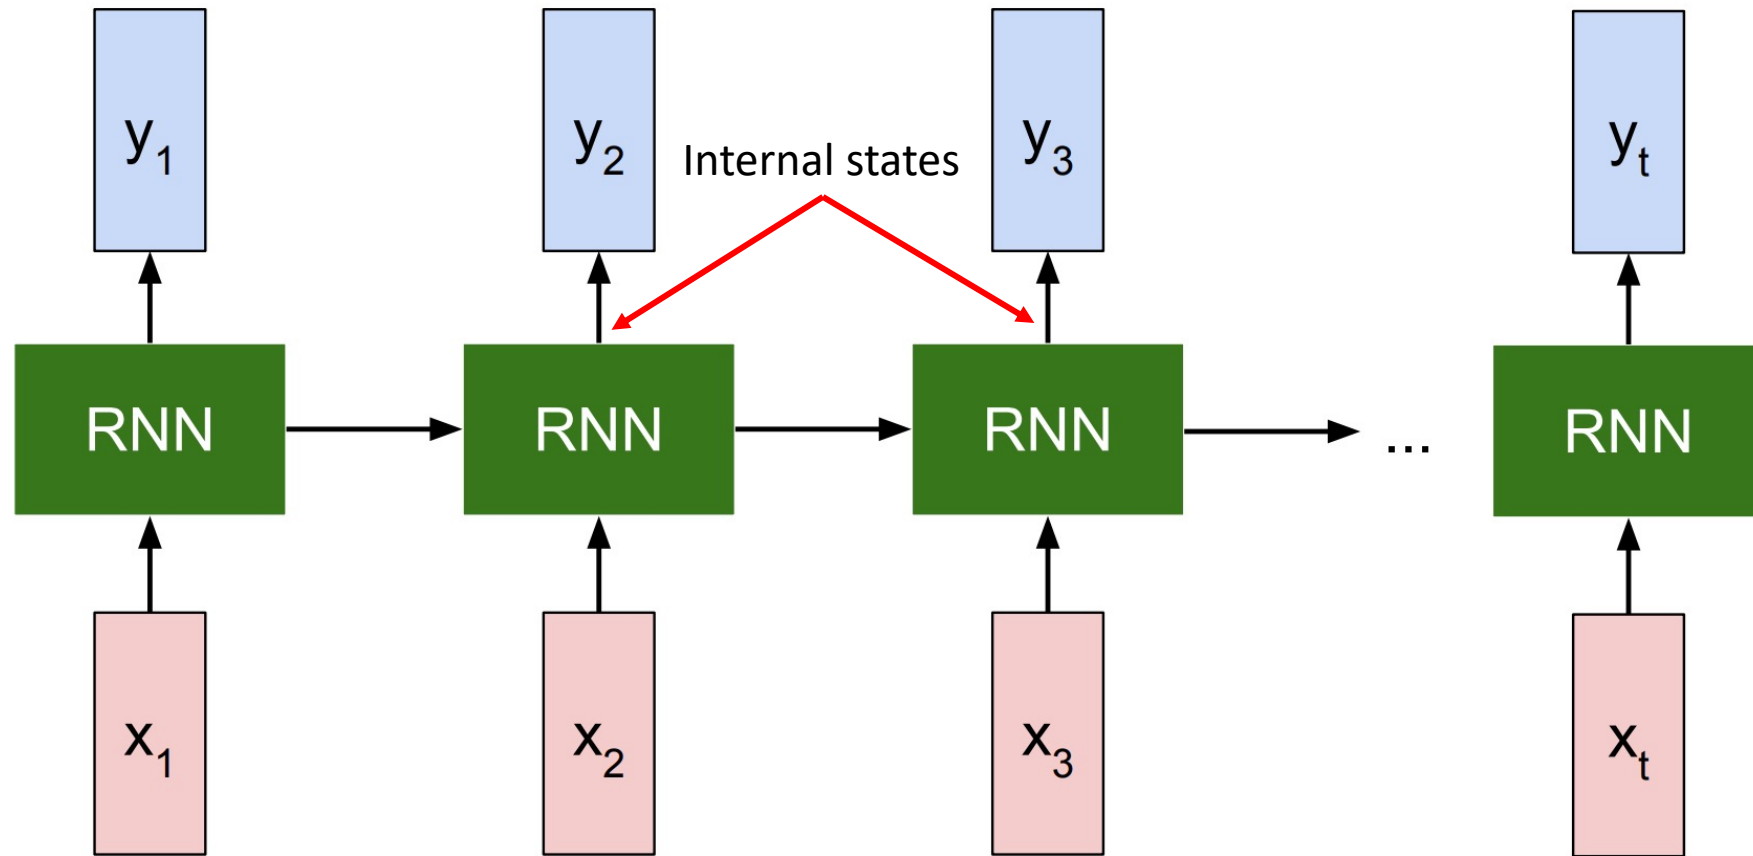 y1 y2 y3 yt
Internal states
RNN RNN RNN ... RNN
x1 x2 x3 xt